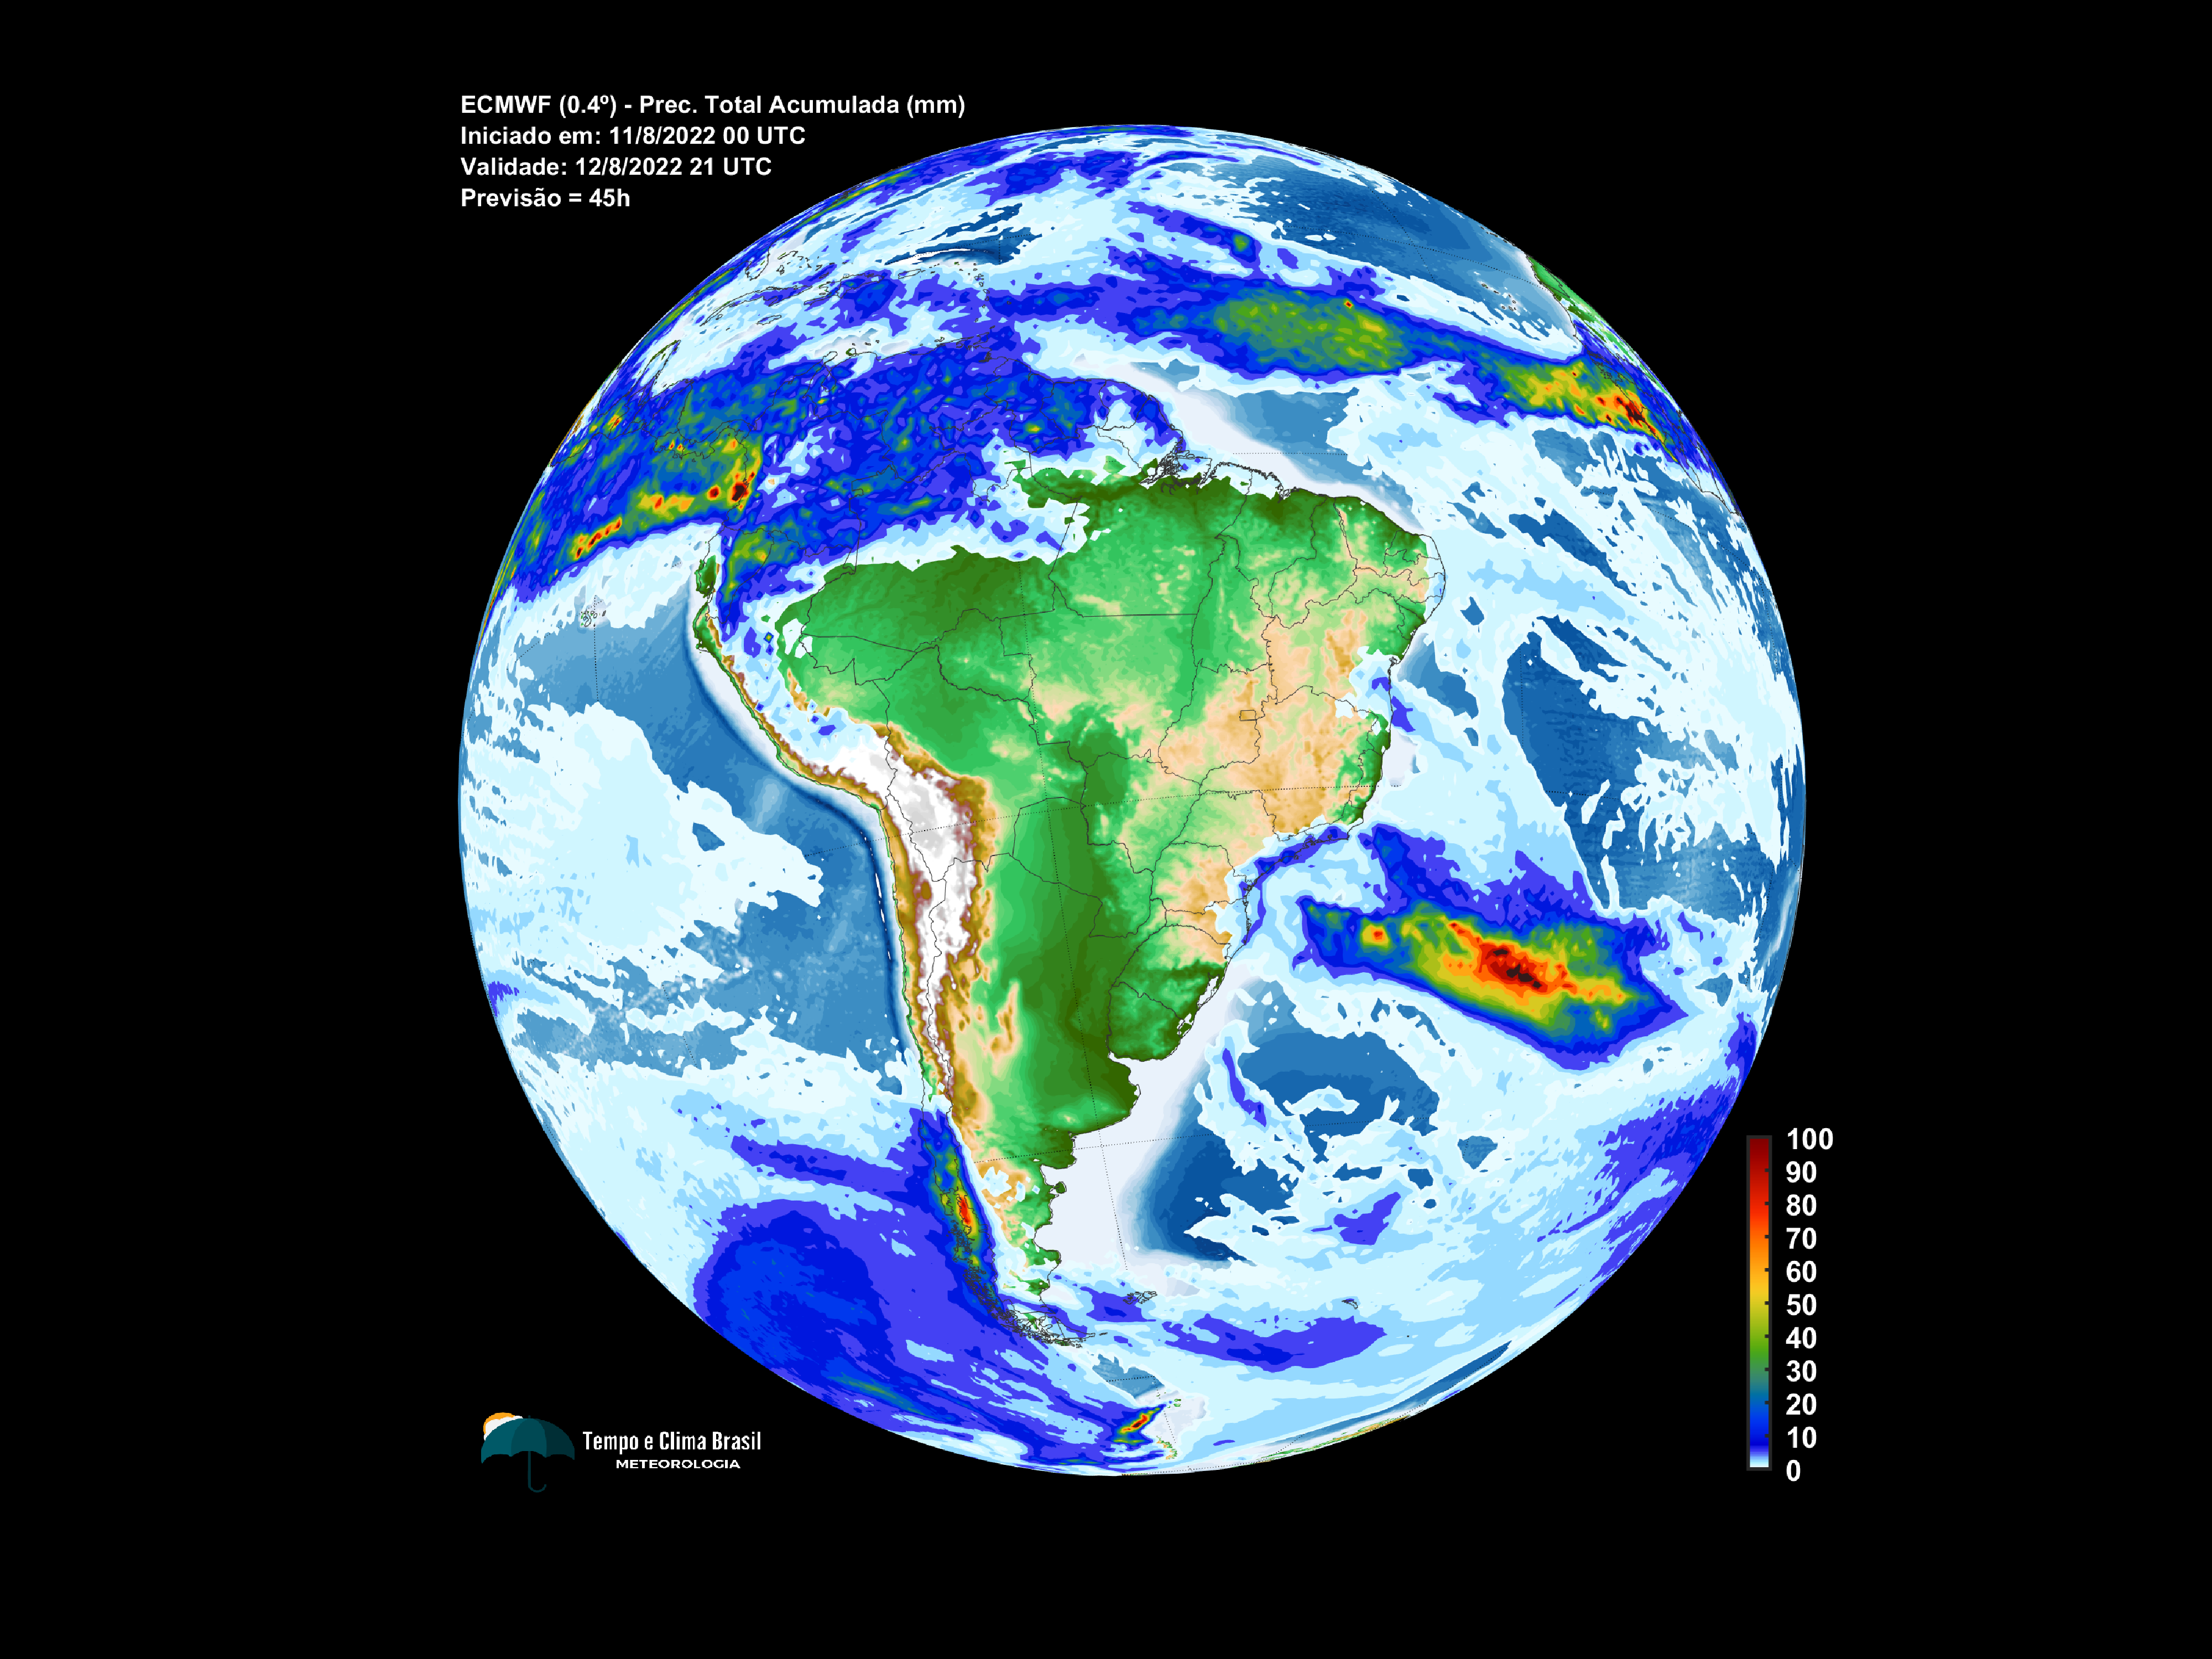 ECMWF (0.4º) - Prec. Total Acumulada (mm)
Iniciado em: 11/8/2022 00 UTC
Validade: 12/8/2022 21 UTC
Previsão = 45h
100
90
80
70
60
50
40
30
20
10
0
Tempo e Clima Brasil
METEOROLOGIA